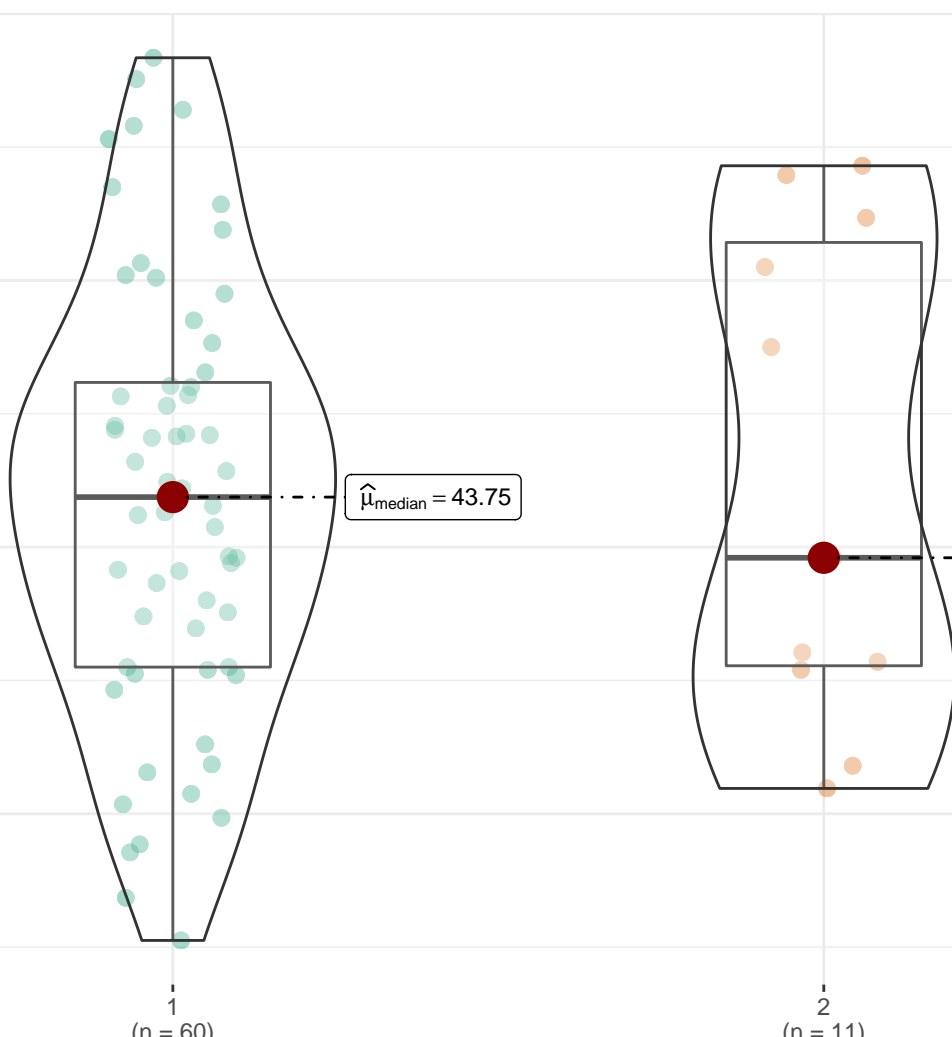 μ̂median = 43.75
1
2
(n = 60)
(n = 11)